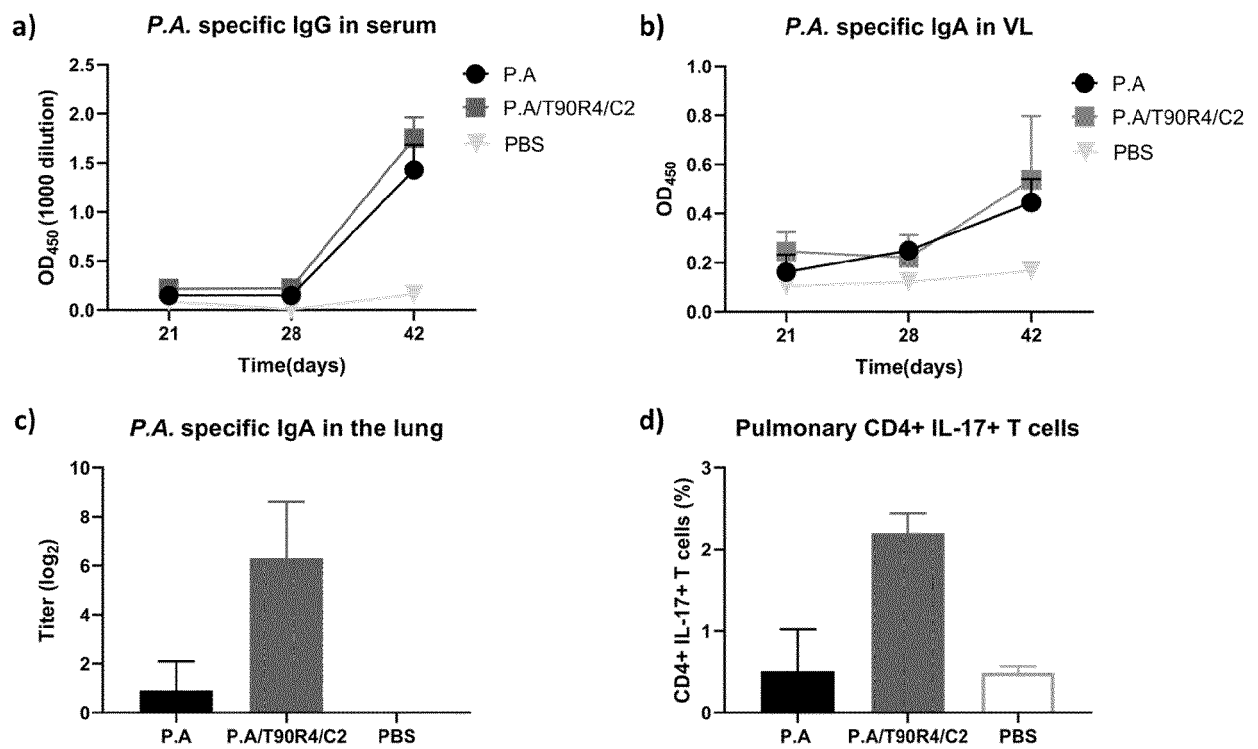 a) P.A. specific IgG in serum
OD450 (1000 dilution)
2.5
2.0
1.5
1.0
0.5
0.0
21 28 42
Time(days)
P.A
P.A/T90R4/C2
PBS
b) P.A. specific IgA in VL
OD450
1.0
0.8
0.6
0.4
0.2
0.0
21 28 42
Time(days)
P.A
P.A/T90R4/C2
PBS
c) P.A. specific IgA in the lung
Titer (log2)
10
8
6
4
2
0
P.A P.A/T90R4/C2 PBS
d) Pulmonary CD4+ IL-17+ T cells
CD4+ IL-17+ T cells (%)
3
2
1
0
P.A P.A/T90R4/C2 PBS